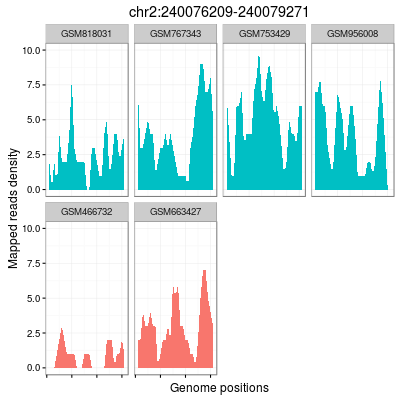 chr2:240076209-240079271
GSM818031 GSM767343 GSM753429 GSM956008
10.0
7.5
5.0
2.5
0.0
GSM466732 GSM663427
10.0
7.5
5.0
2.5
0.0
Mapped reads density
Genome positions